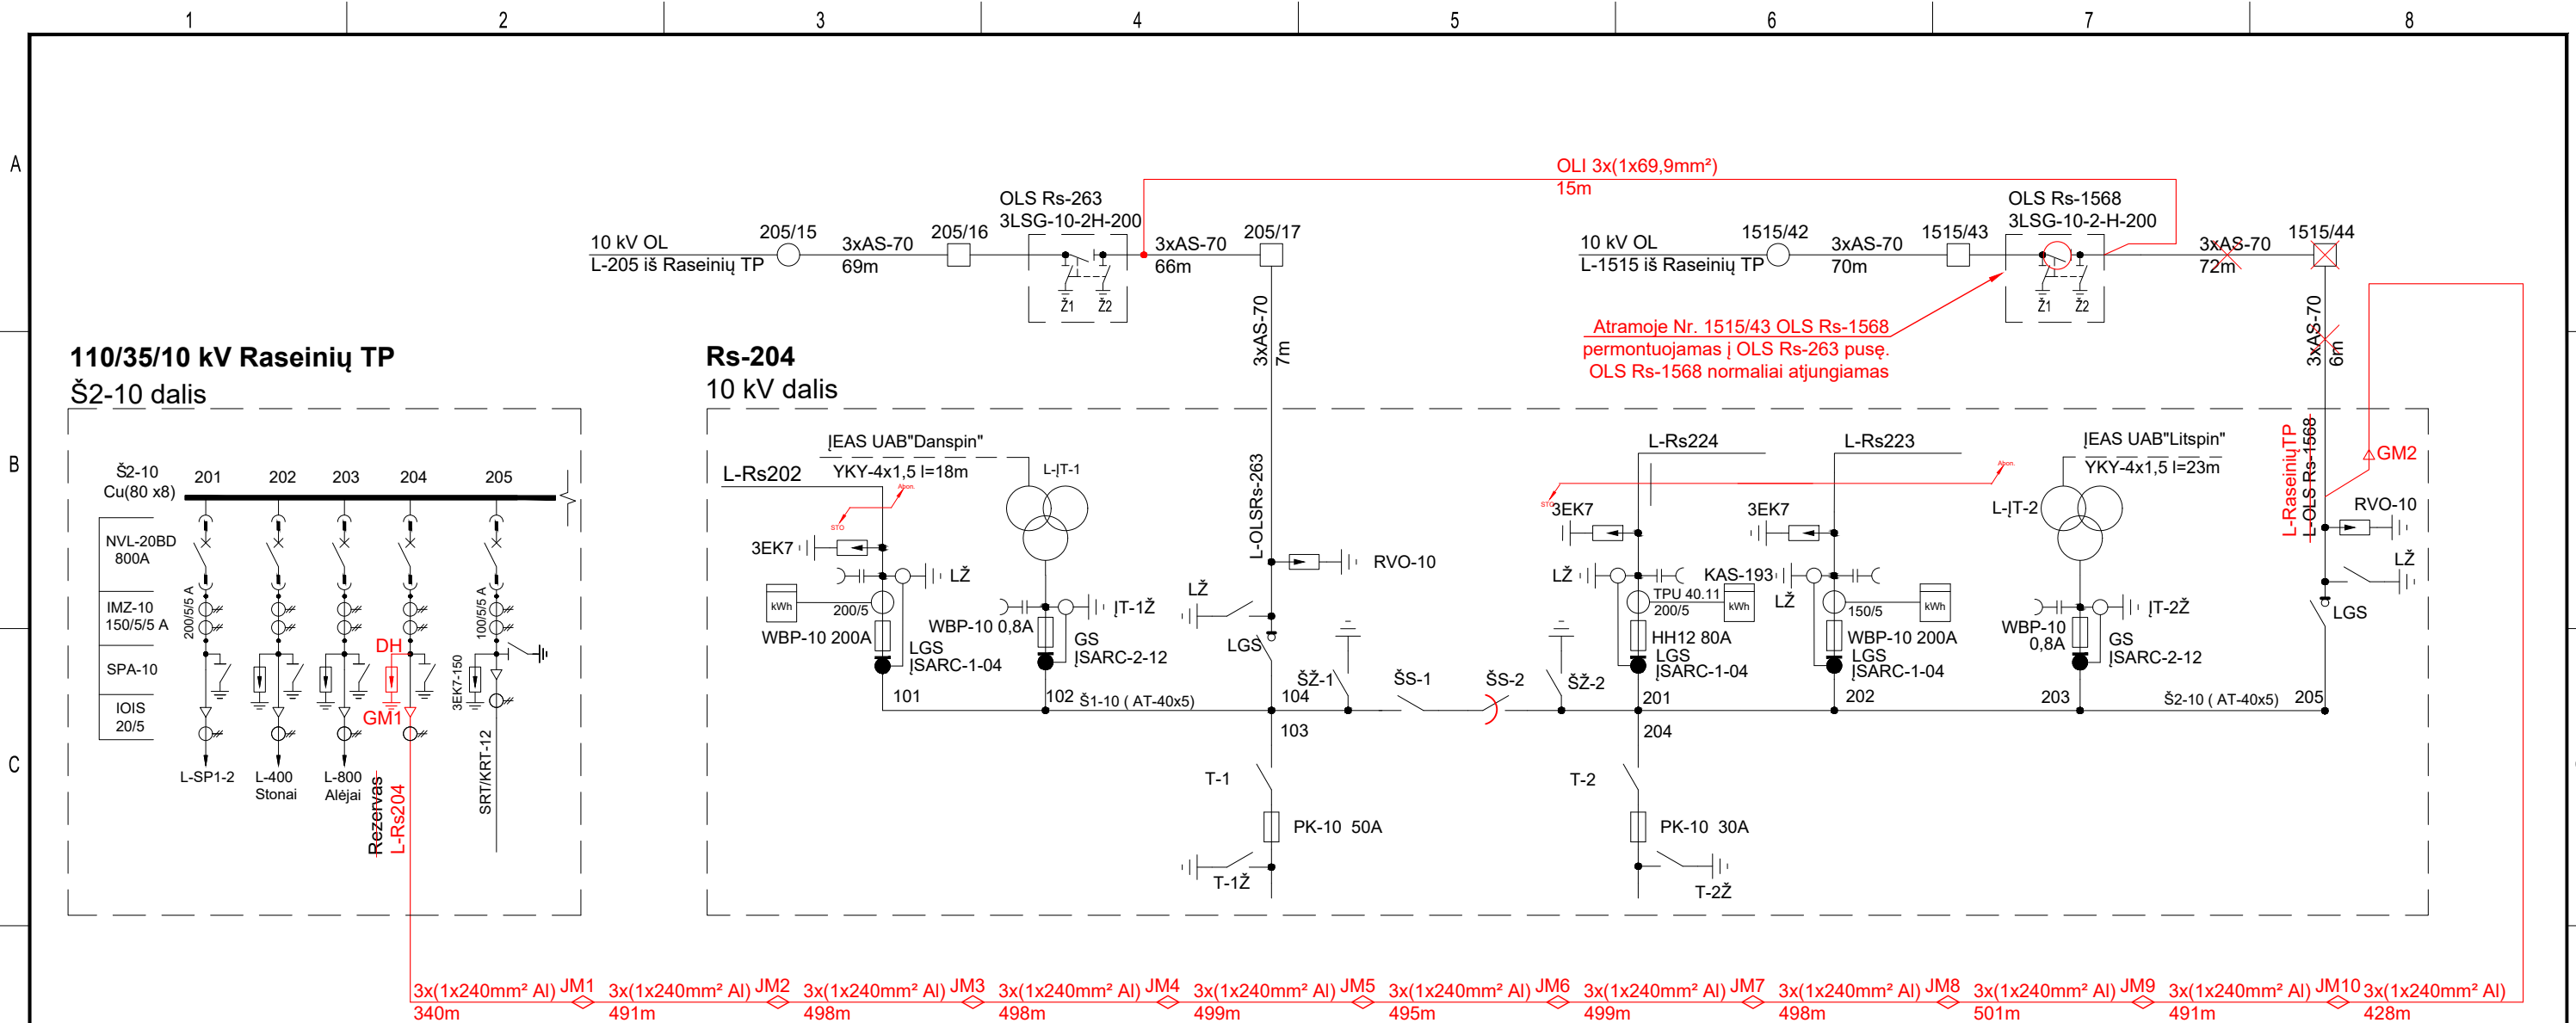 1 2 3 4 5 6 7 8
A
B
C
OLI 3x(1x69,9mm²)
15m
OLS Rs-263
3LSG-10-2H-200
OLS Rs-1568
3LSG-10-2-H-200
10 kV OL
L-205 iš Raseinių TP
205/15
3xAS-70
69m
205/16
Ž1 Ž2
3xAS-70
66m
205/17
10 kV OL
L-1515 iš Raseinių TP
1515/42
3xAS-70
70m
1515/43
Ž1 Ž2
3xAS-70
72m
1515/44
3xAS-70
7m
3xAS-70
6m
Atramoje Nr. 1515/43 OLS Rs-1568
permontuojamas į OLS Rs-263 pusę.
OLS Rs-1568 normaliai atjungiamas
110/35/10 kV Raseinių TP
Š2-10 dalis
Š2-10
Cu(80 x8)
201 202 203 204 205
NVL-20BD
800A
IMZ-10
150/5/5 A
SPA-10
IOIS
20/5
200/5/5 A
100/5/5 A
DH
GM1
3EK7-150
L-SP1-2
L-400
Stonai
L-800
Alėjai
Rezervas
L-Rs204
SRT/KRT-12
Rs-204
10 kV dalis
L-Rs202
ĮEAS UAB"Danspin"
YKY-4x1,5 l=18m
Abon.
STO
3EK7
LŽ
kWh
200/5
WBP-10 200A
LGS
ĮSARC-1-04
101
L-ĮT-1
ĮT-1Ž
WBP-10 0,8A
GS
ĮSARC-2-12
102
Š1-10 ( AT-40x5)
L-OLSRs-263
RVO-10
LŽ
LGS
104
103
ŠŽ-1
ŠS-1
ŠS-2
ŠŽ-2
T-1
PK-10 50A
T-1Ž
L-Rs224
STO
Abon.
3EK7
LŽ
TPU 40.11
200/5
KAS-193
kWh
HH12 80A
LGS
ĮSARC-1-04
201
204
T-2
PK-10 30A
T-2Ž
L-Rs223
3EK7
LŽ
150/5
kWh
WBP-10 200A
LGS
ĮSARC-1-04
202
ĮEAS UAB"Litspin"
YKY-4x1,5 l=23m
L-ĮT-2
ĮT-2Ž
WBP-10
0,8A
GS
ĮSARC-2-12
203
Š2-10 ( AT-40x5)
205
L-RaseiniųTP
L-OLS Rs-1568
GM2
RVO-10
LŽ
LGS
3x(1x240mm² Al) JM1 3x(1x240mm² Al) JM2 3x(1x240mm² Al) JM3 3x(1x240mm² Al) JM4 3x(1x240mm² Al) JM5 3x(1x240mm² Al) JM6 3x(1x240mm² Al) JM7 3x(1x240mm² Al) JM8 3x(1x240mm² Al) JM9 3x(1x240mm² Al) JM10 3x(1x240mm² Al)
340m 491m 498m 498m 499m 495m 499m 498m 501m 491m 428m